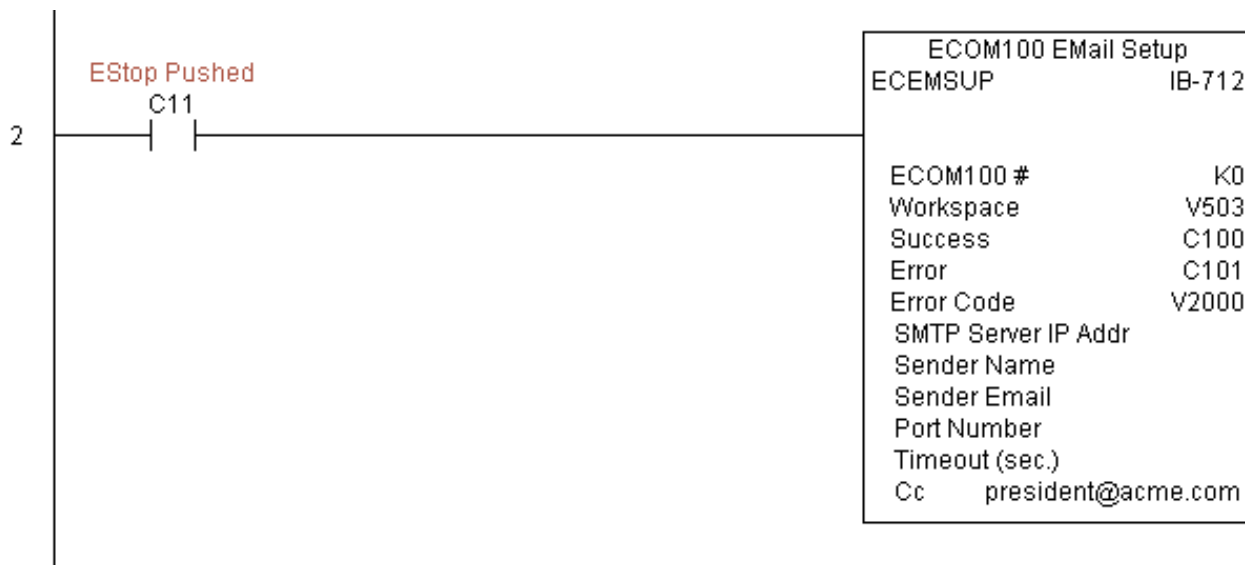 ECOM100 EMail Setup
ECEMSUP IB-712
EStop Pushed
C11
2
ECOM100 # K0
Workspace V503
Success C100
Error C101
Error Code V2000
SMTP Server IP Addr
Sender Name
Sender Email
Port Number
Timeout (sec.)
Cc president@acme.com